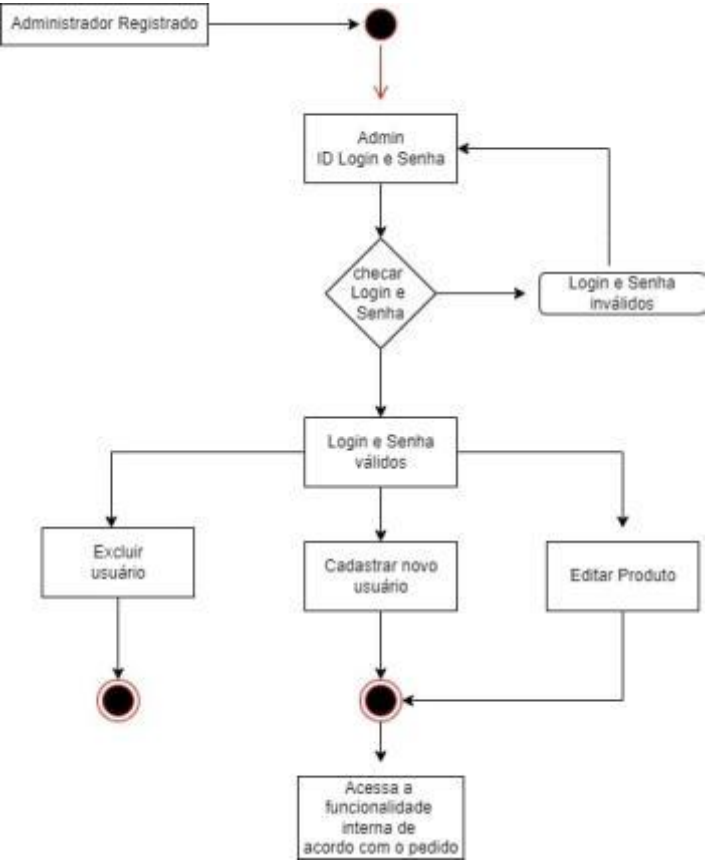 Administrador Registrado
Admin
ID Login e Senha
checar
Login e
Senha
Login e Senha
inválidos
Login e Senha
válidos
Excluir
usuário
Cadastrar novo
usuário
Editar Produto
Acessa a
funcionalidade
interna de
acordo com o pedido